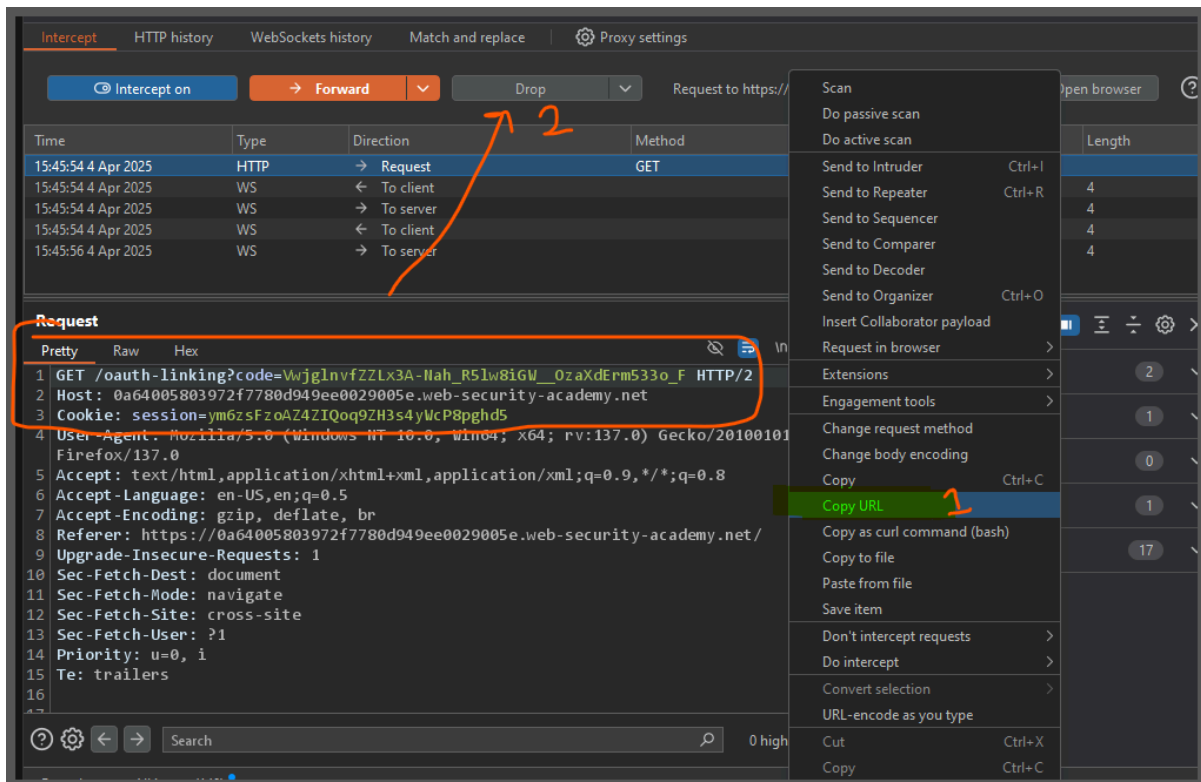 Intercept HTTP history WebSockets history Match and replace Proxy settings
Intercept on Forward Drop Request to https:// Open browser
2
Time Type Direction Method Length
15:45:54 4 Apr 2025 HTTP → Request GET
15:45:54 4 Apr 2025 WS ← To client 4
15:45:54 4 Apr 2025 WS → To server 4
15:45:54 4 Apr 2025 WS ← To client 4
15:45:56 4 Apr 2025 WS → To server 4
Request
Pretty Raw Hex \n
1 GET /oauth-linking?code=VwjglnvfZZLx3A-Nah_R5lw8iGW__OzaXdErm533o_F HTTP/2
2 Host: 0a64005803972f7780d949ee0029005e.web-security-academy.net
3 Cookie: session=ym6zsFzoAZ4ZIQoq9ZH3s4yWcP8pghd5
4 User-Agent: Mozilla/5.0 (Windows NT 10.0; Win64; x64; rv:137.0) Gecko/20100101
Firefox/137.0
5 Accept: text/html,application/xhtml+xml,application/xml;q=0.9,*/*;q=0.8
6 Accept-Language: en-US,en;q=0.5
7 Accept-Encoding: gzip, deflate, br
8 Referer: https://0a64005803972f7780d949ee0029005e.web-security-academy.net/
9 Upgrade-Insecure-Requests: 1
10 Sec-Fetch-Dest: document
11 Sec-Fetch-Mode: navigate
12 Sec-Fetch-Site: cross-site
13 Sec-Fetch-User: ?1
14 Priority: u=0, i
15 Te: trailers
16
17
Search 0 high
Scan
Do passive scan
Do active scan
Send to Intruder Ctrl+I
Send to Repeater Ctrl+R
Send to Sequencer
Send to Comparer
Send to Decoder
Send to Organizer Ctrl+O
Insert Collaborator payload
Request in browser
Extensions
Engagement tools
Change request method
Change body encoding
Copy Ctrl+C
Copy URL 1
Copy as curl command (bash)
Copy to file
Paste from file
Save item
Don't intercept requests
Do intercept
Convert selection
URL-encode as you type
Cut Ctrl+X
Copy Ctrl+C
2
1
0
1
17